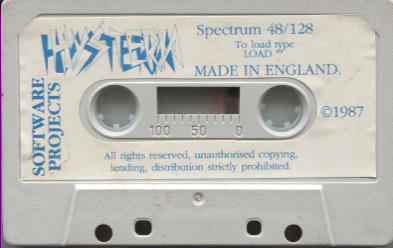 HYSTERIA
Spectrum 48/128
To load type
LOAD ""
MADE IN ENGLAND.
SOFTWARE
PROJECTS
©1987
100 50 0
All rights reserved, unauthorised copying,
lending, distribution strictly prohibited.